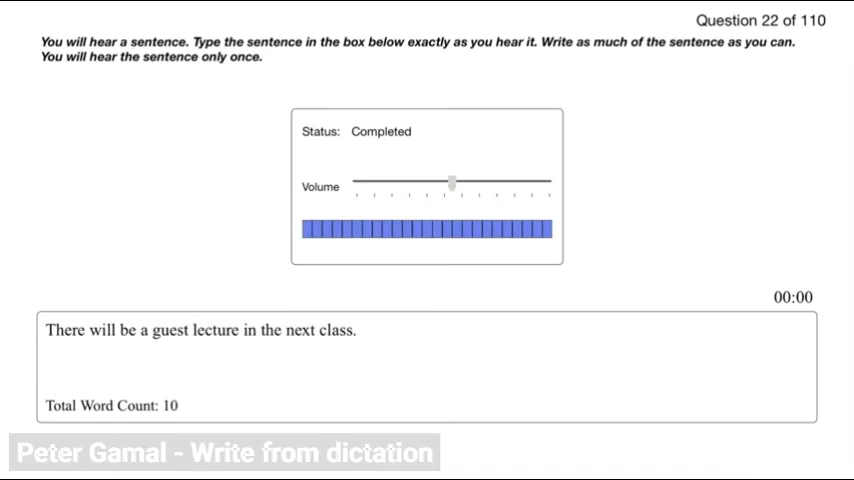 Question 22 of 110
You will hear a sentence. Type the sentence in the box below exactly as you hear it. Write as much of the sentence as you can.
You will hear the sentence only once.
Status: Completed
Volume
00:00
There will be a guest lecture in the next class.
Total Word Count: 10
Peter Gamal - Write from dictation